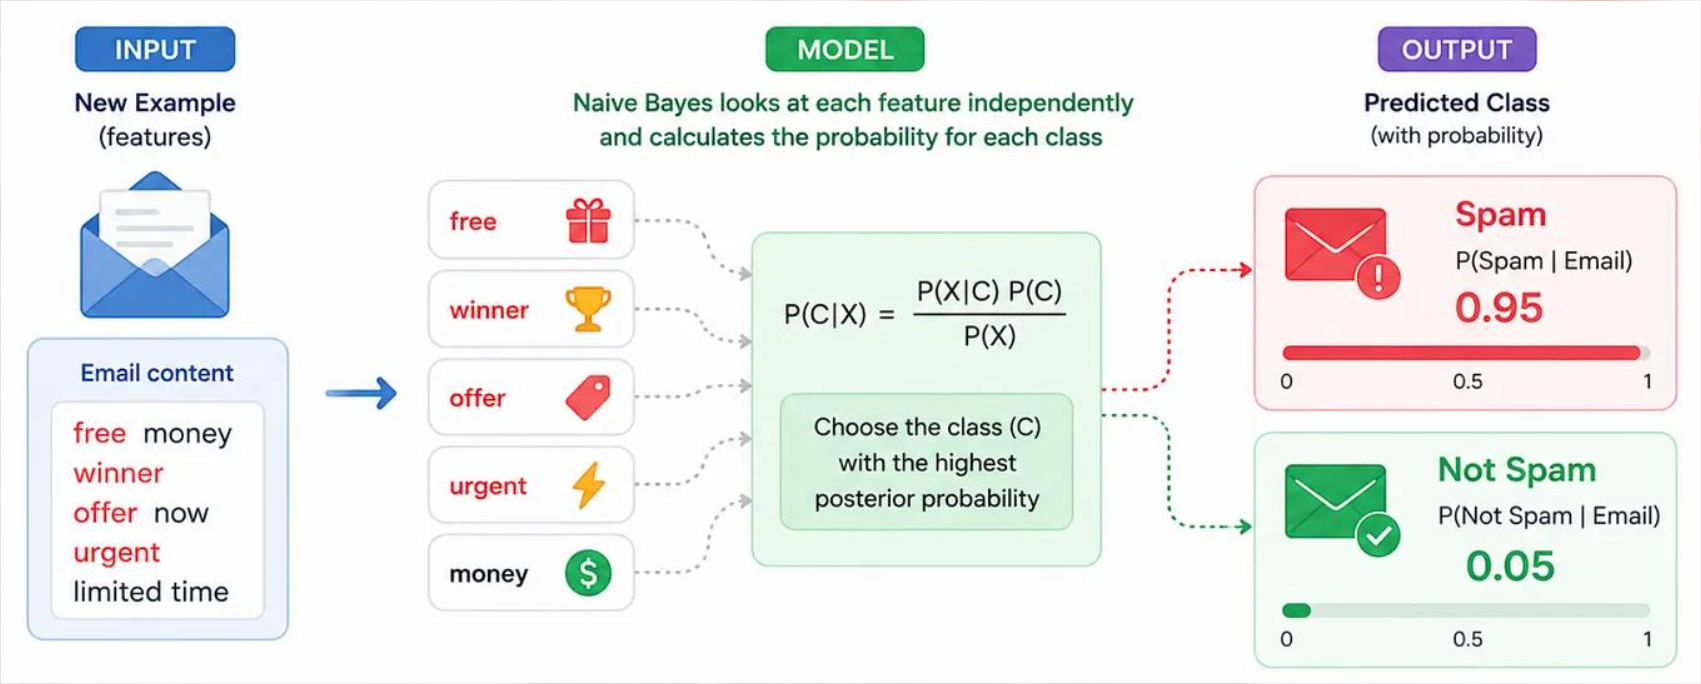 INPUT
New Example
(features)
Email content
free money
winner
offer now
urgent
limited time
MODEL
Naive Bayes looks at each feature independently
and calculates the probability for each class
free
winner
offer
urgent
money
$
P(C|X) = P(X|C) P(C)
P(X)
Choose the class (C)
with the highest
posterior probability
OUTPUT
Predicted Class
(with probability)
Spam
P(Spam | Email)
0.95
0 0.5 1
Not Spam
P(Not Spam | Email)
0.05
0 0.5 1